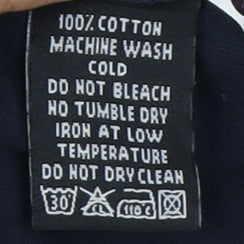 100% COTTON
MACHINE WASH
COLD
DO NOT BLEACH
NO TUMBLE DRY
IRON AT LOW
TEMPERATURE
DO NOT DRY CLEAN
30° CL 110°C